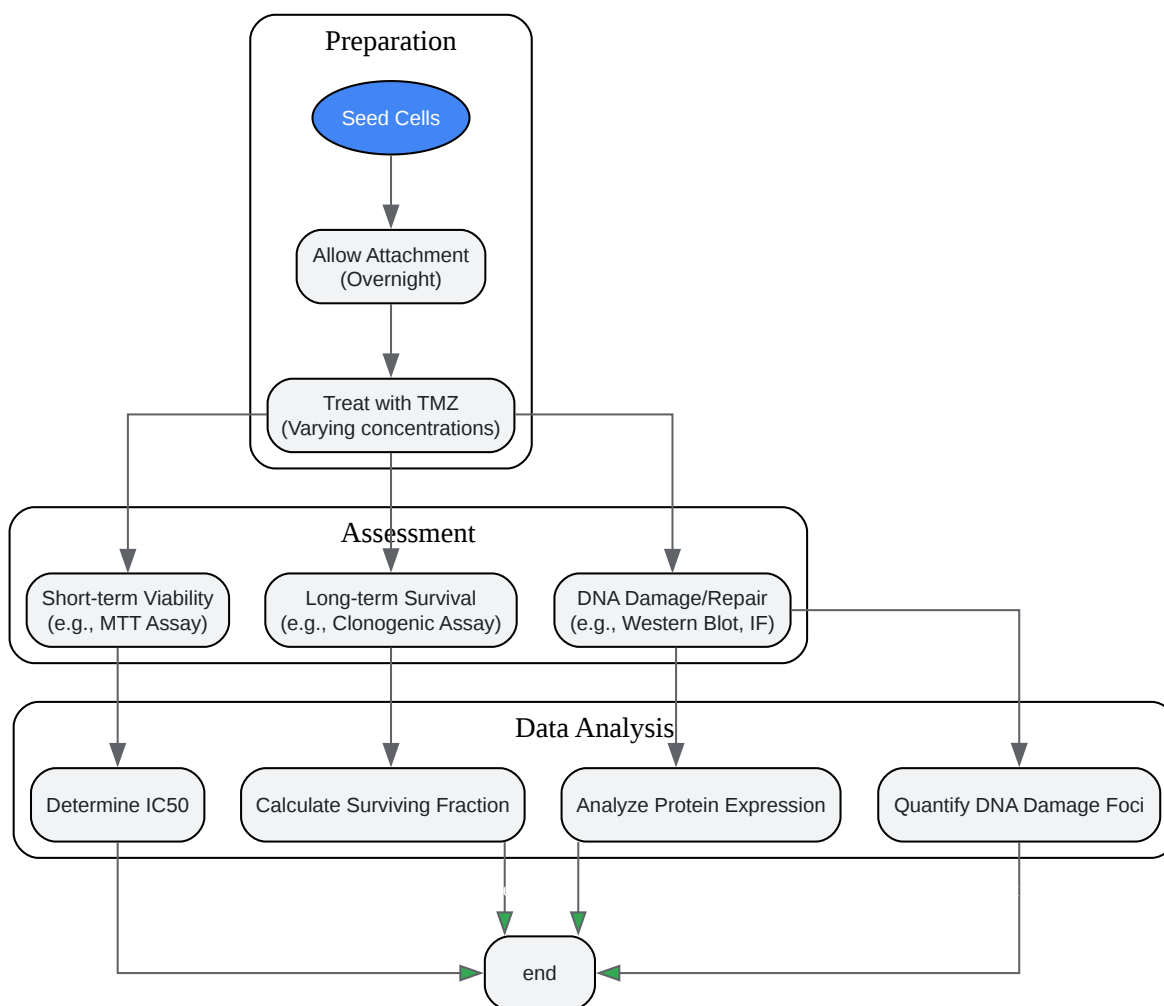 Preparation
Seed Cells
Allow Attachment
(Overnight)
Treat with TMZ
(Varying concentrations)
Assessment
Short-term Viability
(e.g., MTT Assay)
Long-term Survival
(e.g., Clonogenic Assay)
DNA Damage/Repair
(e.g., Western Blot, IF)
Data Analysis
Determine IC50
Calculate Surviving Fraction
Analyze Protein Expression
Quantify DNA Damage Foci
end